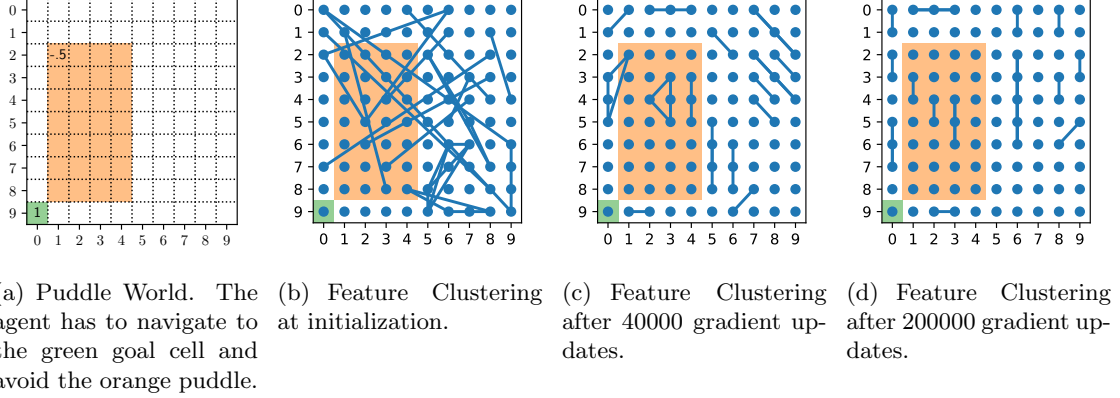 0 1 2 3 4 5 6 7 8 9
-.5
1
0 1 2 3 4 5 6 7 8 9
0 1 2 3 4 5 6 7 8 9
0 1 2 3 4 5 6 7 8 9
0 1 2 3 4 5 6 7 8 9
0 1 2 3 4 5 6 7 8 9
0 1 2 3 4 5 6 7 8 9
0 1 2 3 4 5 6 7 8 9
(a) Puddle World. The
agent has to navigate to
the green goal cell and
avoid the orange puddle.
(b) Feature Clustering
at initialization.
(c) Feature Clustering
after 40000 gradient up-
dates.
(d) Feature Clustering
after 200000 gradient up-
dates.